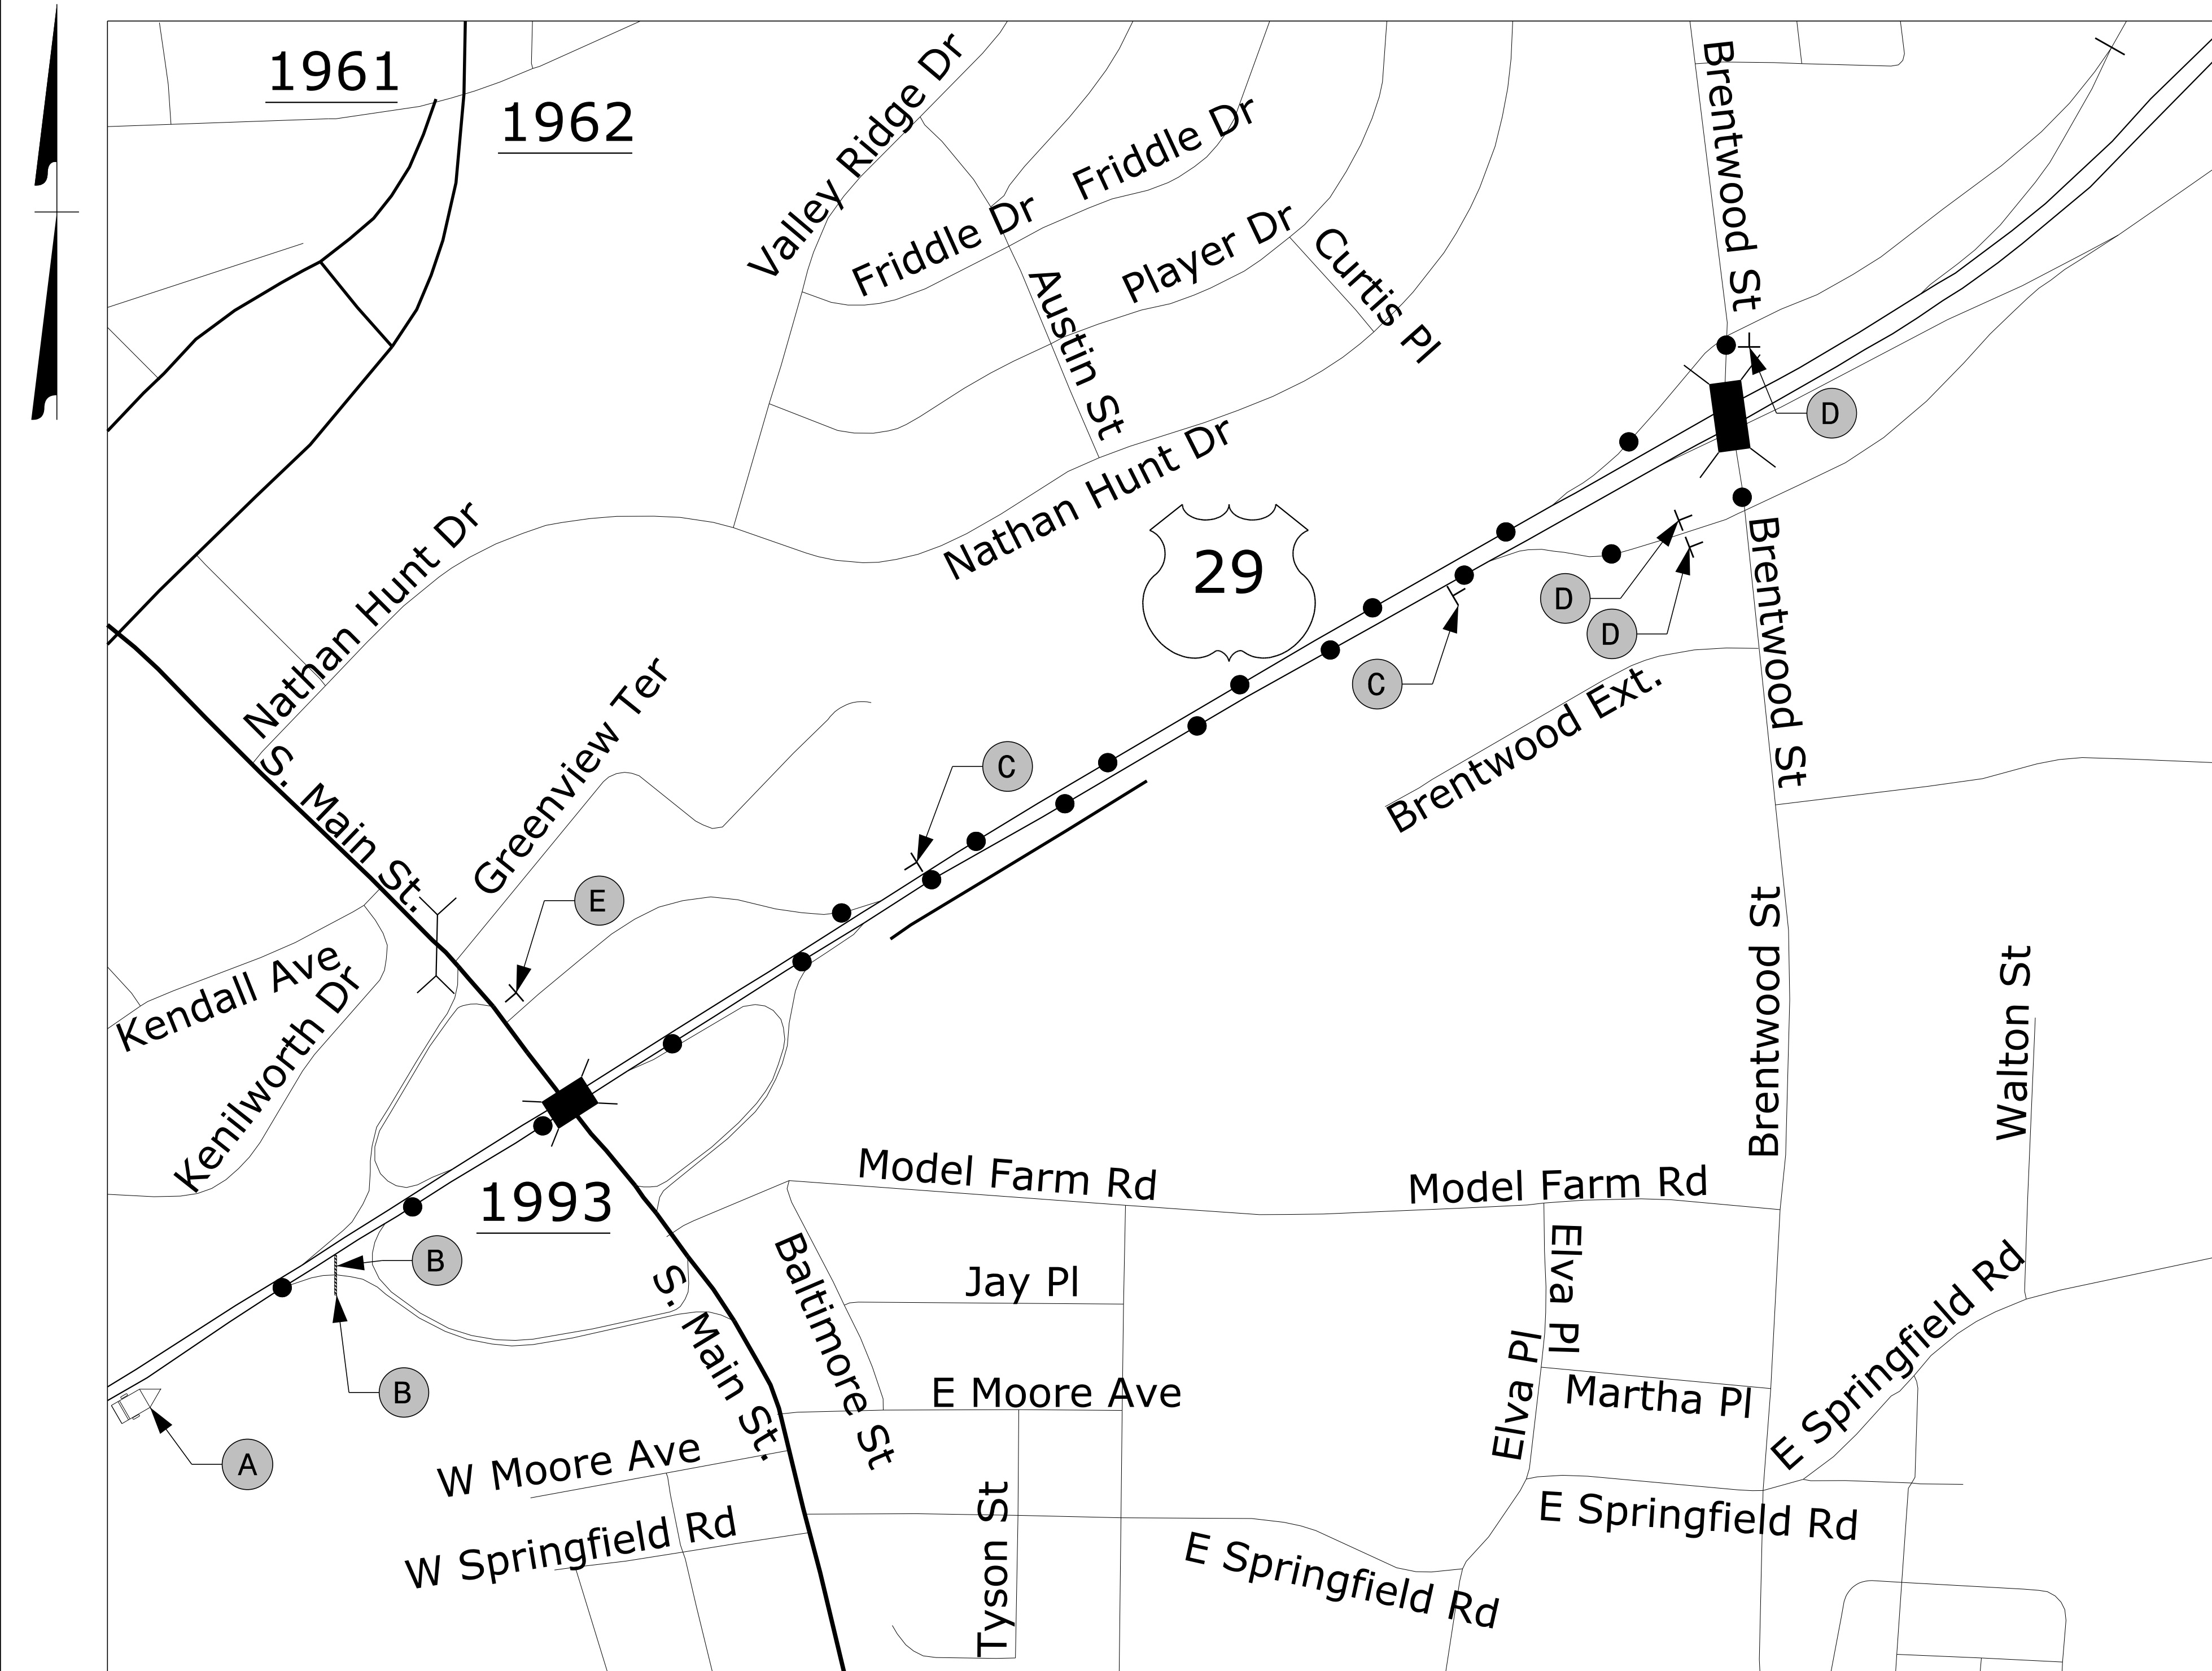 1961
1962
Valley Ridge Dr
Friddle Dr
Friddle Dr
Player Dr
Curtis Pl
Austin St
Brentwood St
D
Nathan Hunt Dr
Nathan Hunt Dr
29
D
D
C
Brentwood St
Brentwood Ext.
Greenview Ter
S. Main St.
C
E
Kendall Ave
Kenilworth Dr
Brentwood St
Walton St
1993
B
B
A
Model Farm Rd
Model Farm Rd
Jay Pl
Baltimore St
S. Main St.
E Moore Ave
Elva Pl
Elva Pl
Martha Pl
E Springfield Rd
W Moore Ave
W Springfield Rd
Tyson St
E Springfield Rd
E Springfield Rd